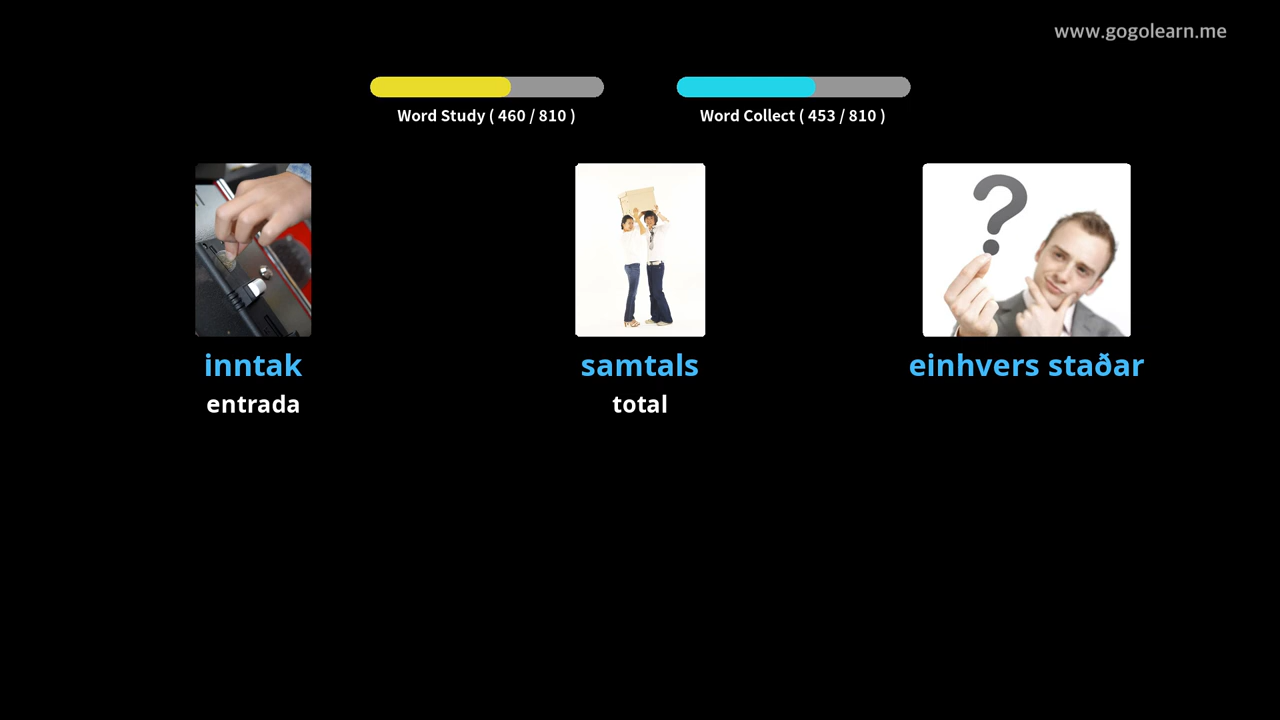 www.gogolearn.me
Word Study ( 460 / 810 )
Word Collect ( 453 / 810 )
inntak
entrada
samtals
total
einhvers staðar